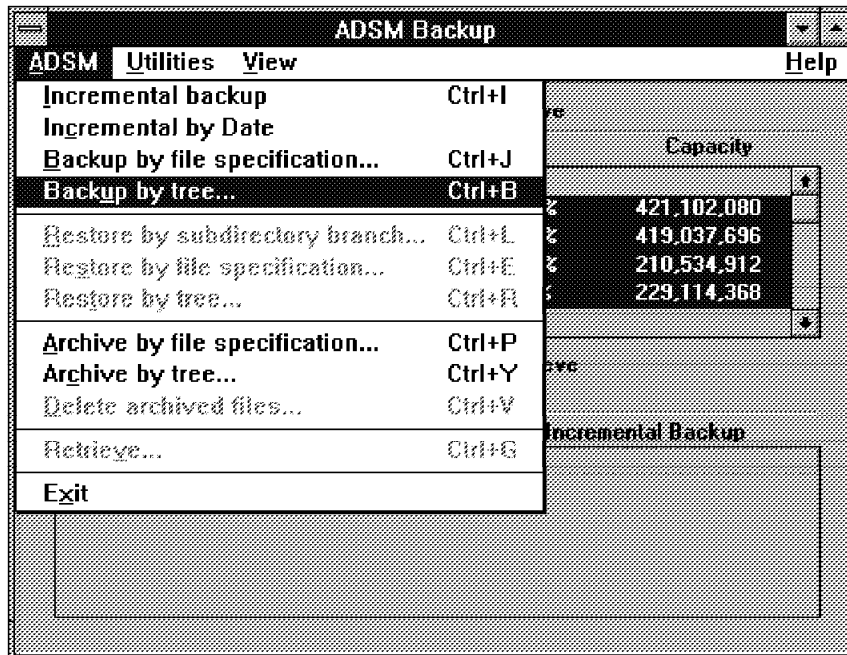 ADSM Backup
ADSM Utilities View Help
Incremental backup Ctrl+I
Incremental by Date
Backup by file specification... Ctrl+J
Backup by tree... Ctrl+B
Restore by subdirectory branch... Ctrl+L
Restore by file specification... Ctrl+E
Restore by tree... Ctrl+R
Archive by file specification... Ctrl+P
Archive by tree... Ctrl+Y
Delete archived files... Ctrl+V
Retrieve... Ctrl+G
Exit
ve
Capacity
% 421,102,080
% 419,037,696
% 210,534,912
% 229,114,368
eve
Incremental Backup